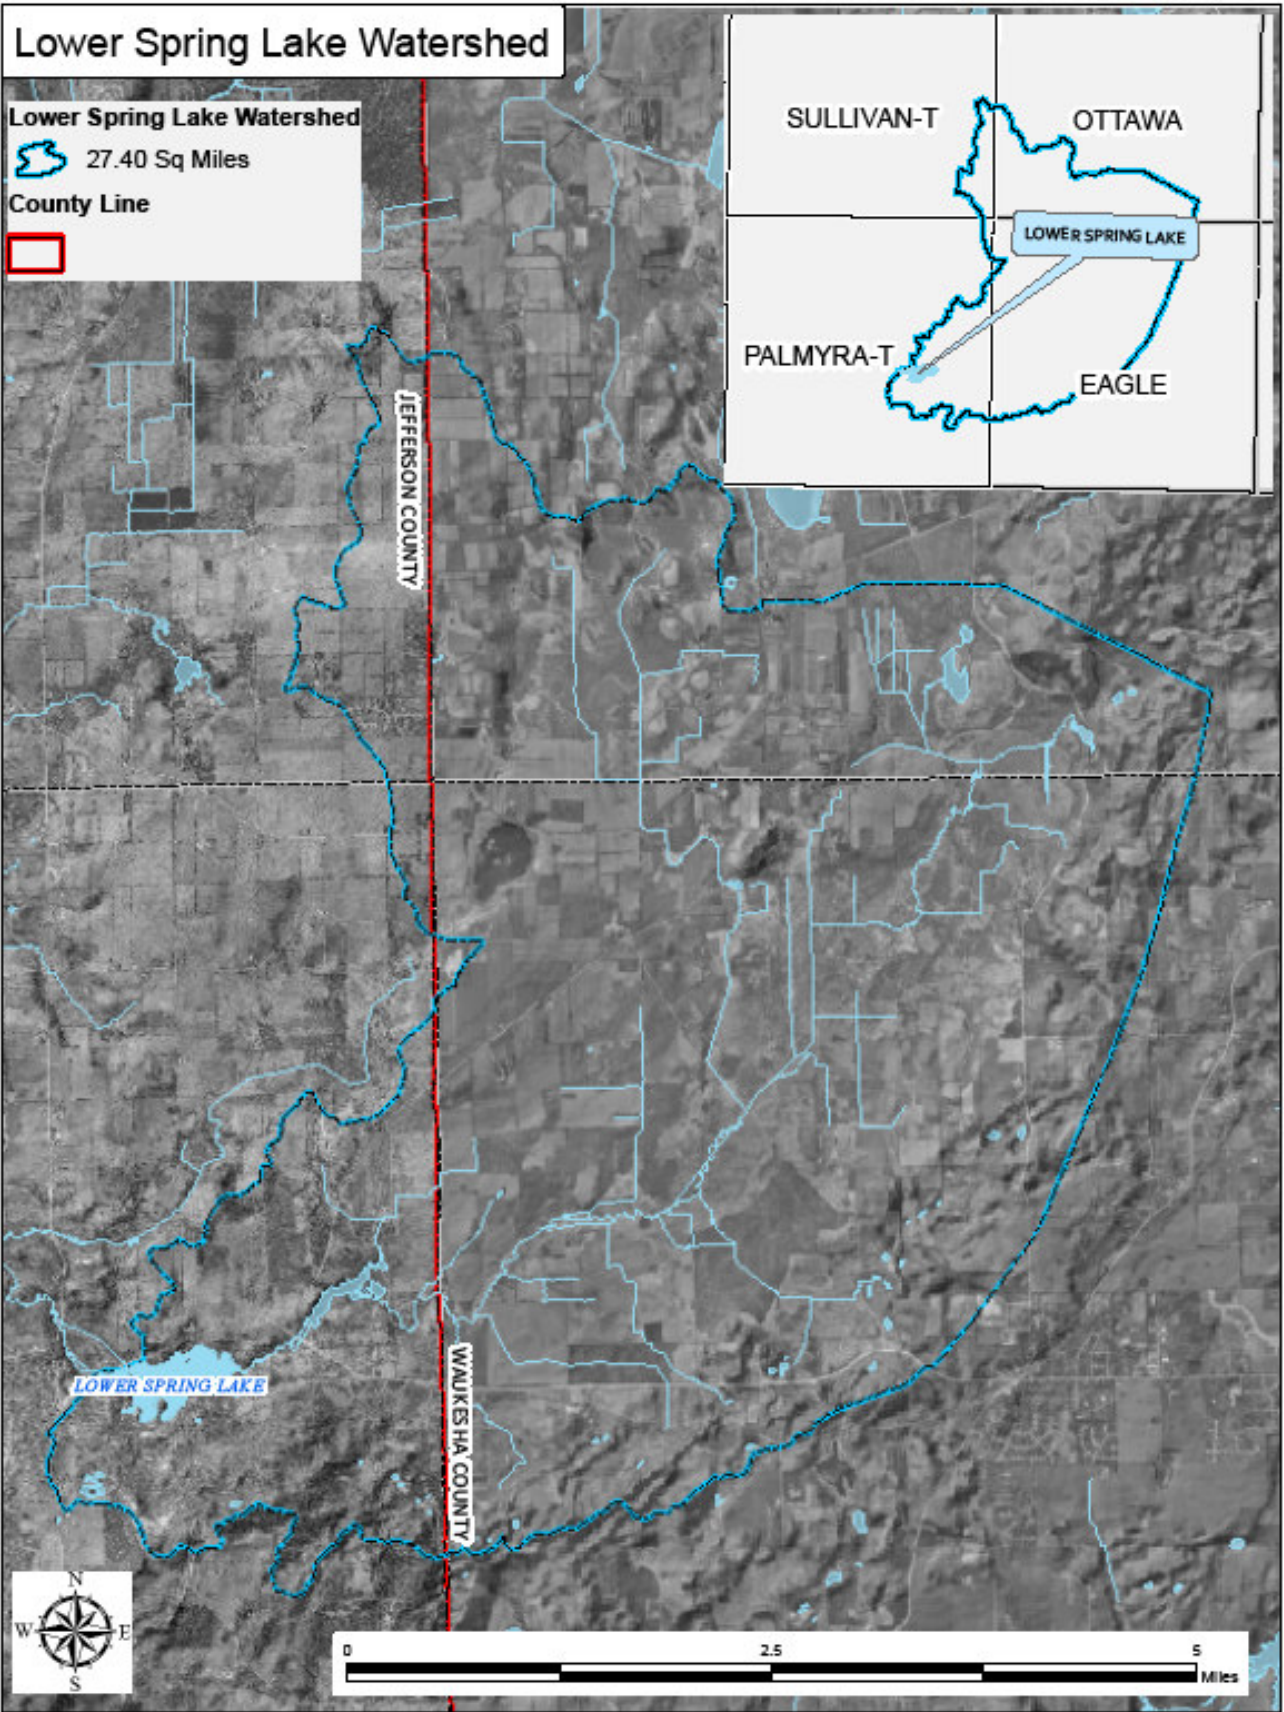 Lower Spring Lake Watershed
Lower Spring Lake Watershed
27.40 Sq Miles
County Line
SULLIVAN-T
OTTAWA
LOWER SPRING LAKE
PALMYRA-T
EAGLE
JEFFERSON COUNTY
LOWER SPRING LAKE
WAUKESHA COUNTY
N
W E
S
0 2.5 5
Miles